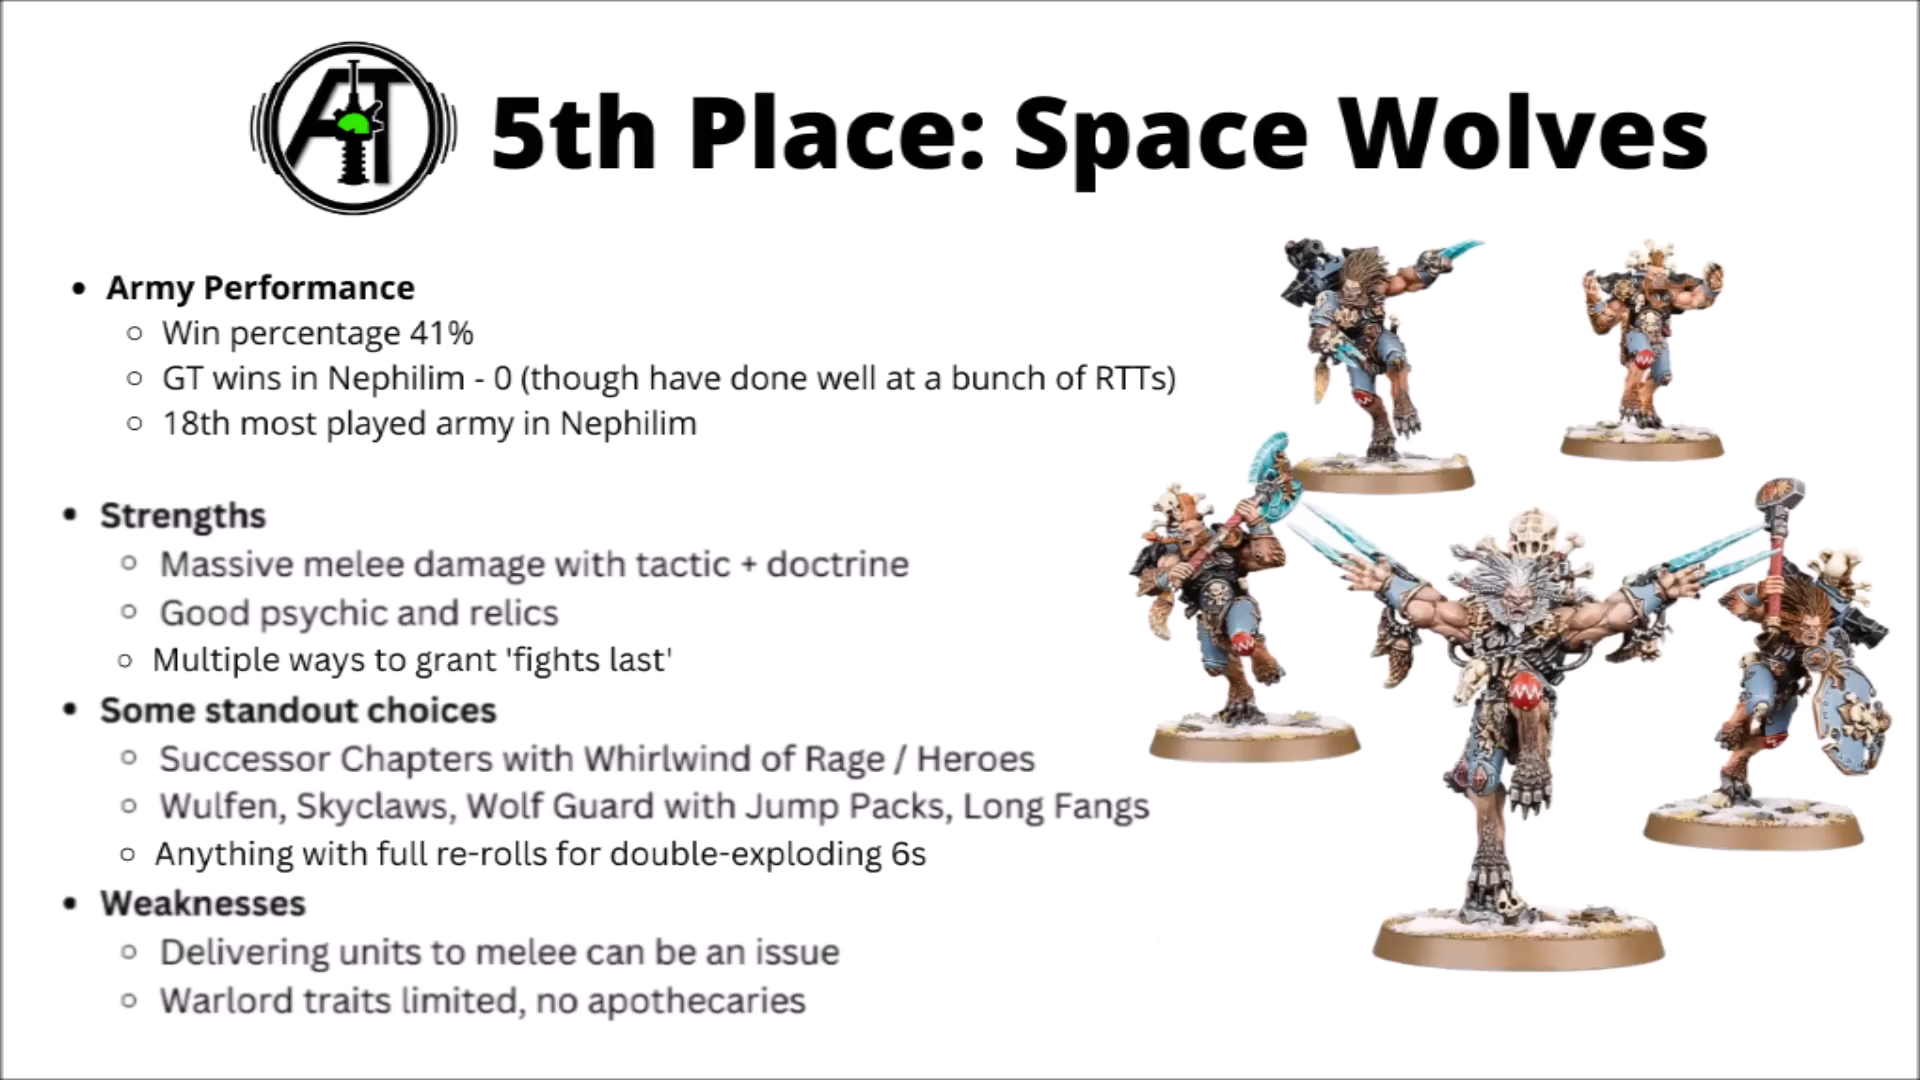 AT
5th Place: Space Wolves
Army Performance
Win percentage 41%
GT wins in Nephilim - 0 (though have done well at a bunch of RTTs)
18th most played army in Nephilim
Strengths
Massive melee damage with tactic + doctrine
Good psychic and relics
Multiple ways to grant 'fights last'
Some standout choices
Successor Chapters with Whirlwind of Rage / Heroes
Wulfen, Skyclaws, Wolf Guard with Jump Packs, Long Fangs
Anything with full re-rolls for double-exploding 6s
Weaknesses
Delivering units to melee can be an issue
Warlord traits limited, no apothecaries